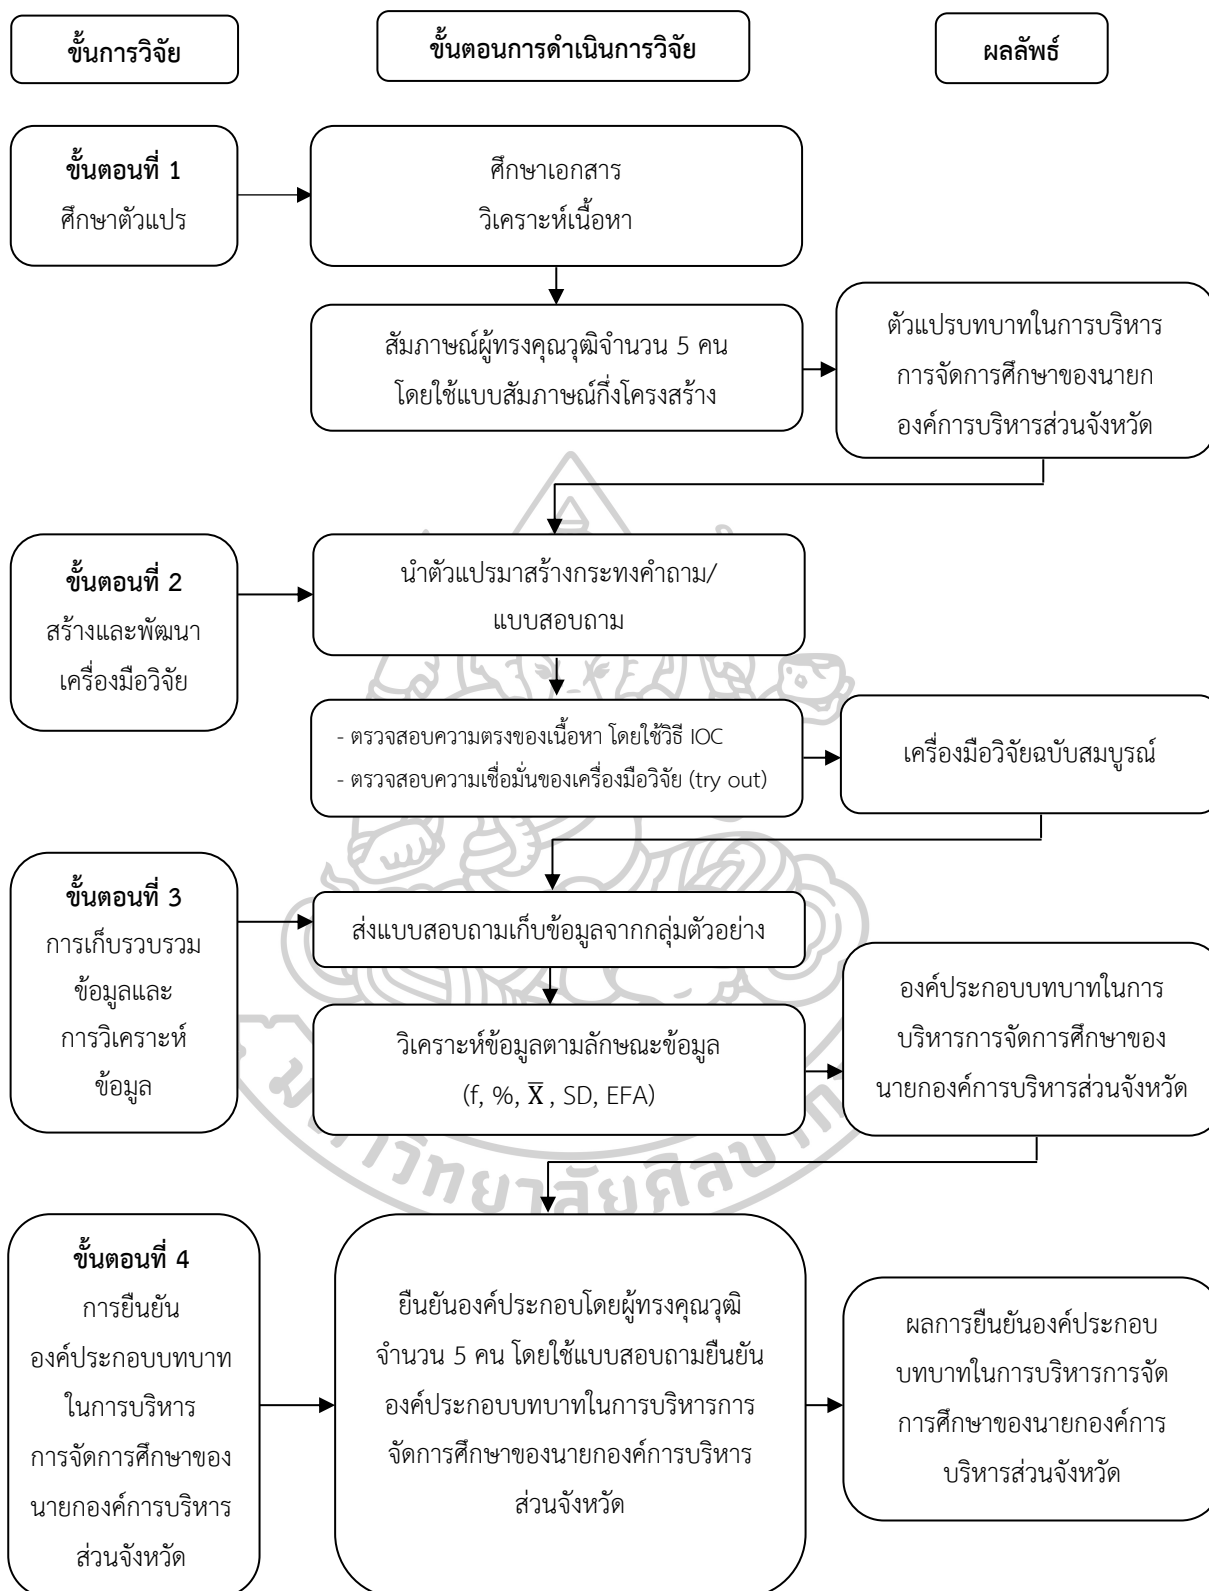 ขั้นการวิจัย
ขั้นตอนการดำเนินการวิจัย
ผลลัพธ์
ขั้นตอนที่ 1
ศึกษาตัวแปร
ศึกษาเอกสาร
วิเคราะห์เนื้อหา
สัมภาษณ์ผู้ทรงคุณวุฒิจำนวน 5 คน
โดยใช้แบบสัมภาษณ์กึ่งโครงสร้าง
ตัวแปรบทบาทในการบริหาร
การจัดการศึกษาของนายก
องค์การบริหารส่วนจังหวัด
ขั้นตอนที่ 2
สร้างและพัฒนา
เครื่องมือวิจัย
นำตัวแปรมาสร้างกระทงคำถาม/
แบบสอบถาม
- ตรวจสอบความตรงของเนื้อหา โดยใช้วิธี IOC
- ตรวจสอบความเชื่อมั่นของเครื่องมือวิจัย (try out)
เครื่องมือวิจัยฉบับสมบูรณ์
ขั้นตอนที่ 3
การเก็บรวบรวม
ข้อมูลและ
การวิเคราะห์
ข้อมูล
ส่งแบบสอบถามเก็บข้อมูลจากกลุ่มตัวอย่าง
วิเคราะห์ข้อมูลตามลักษณะข้อมูล
(f, %, X̅ , SD, EFA)
องค์ประกอบบทบาทในการ
บริหารการจัดการศึกษาของ
นายกองค์การบริหารส่วนจังหวัด
มหาวิทยาลัยศิลปากร
ขั้นตอนที่ 4
การยืนยัน
องค์ประกอบบทบาท
ในการบริหาร
การจัดการศึกษาของ
นายกองค์การบริหาร
ส่วนจังหวัด
ยืนยันองค์ประกอบโดยผู้ทรงคุณวุฒิ
จำนวน 5 คน โดยใช้แบบสอบถามยืนยัน
องค์ประกอบบทบาทในการบริหารการ
จัดการศึกษาของนายกองค์การบริหาร
ส่วนจังหวัด
ผลการยืนยันองค์ประกอบ
บทบาทในการบริหารการจัด
การศึกษาของนายกองค์การ
บริหารส่วนจังหวัด